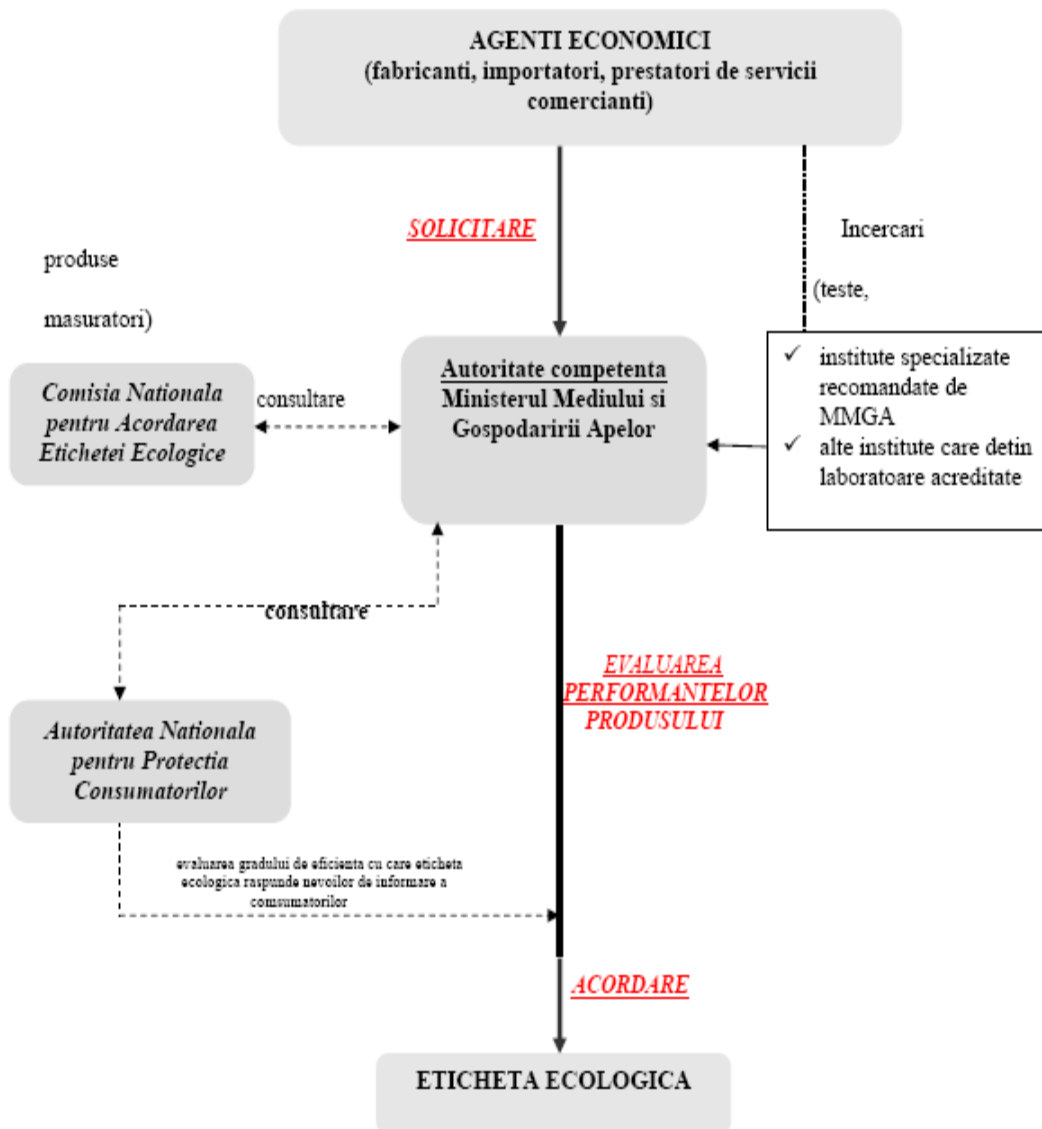 AGENTI ECONOMICI
(fabricanti, importatori, prestatori de servicii
comercianti)
SOLICITARE
Incercari
produse
(teste,
masuratori)
Autoritate competenta
Ministerul Mediului si
Gospodaririi Apelor
✓ institute specializate
recomandate de
MMGA
✓ alte institute care detin
laboratoare acreditate
Comisia Nationala
pentru Acordarea
Etichetei Ecologice
consultare
consultare
EVALUAREA
PERFORMANTELOR
PRODUSULUI
Autoritatea Nationala
pentru Protectia
Consumatorilor
evaluarea gradului de eficienta cu care eticheta
ecologica raspunde nevoilor de informare a
comsumatorilor
ACORDARE
ETICHETA ECOLOGICA